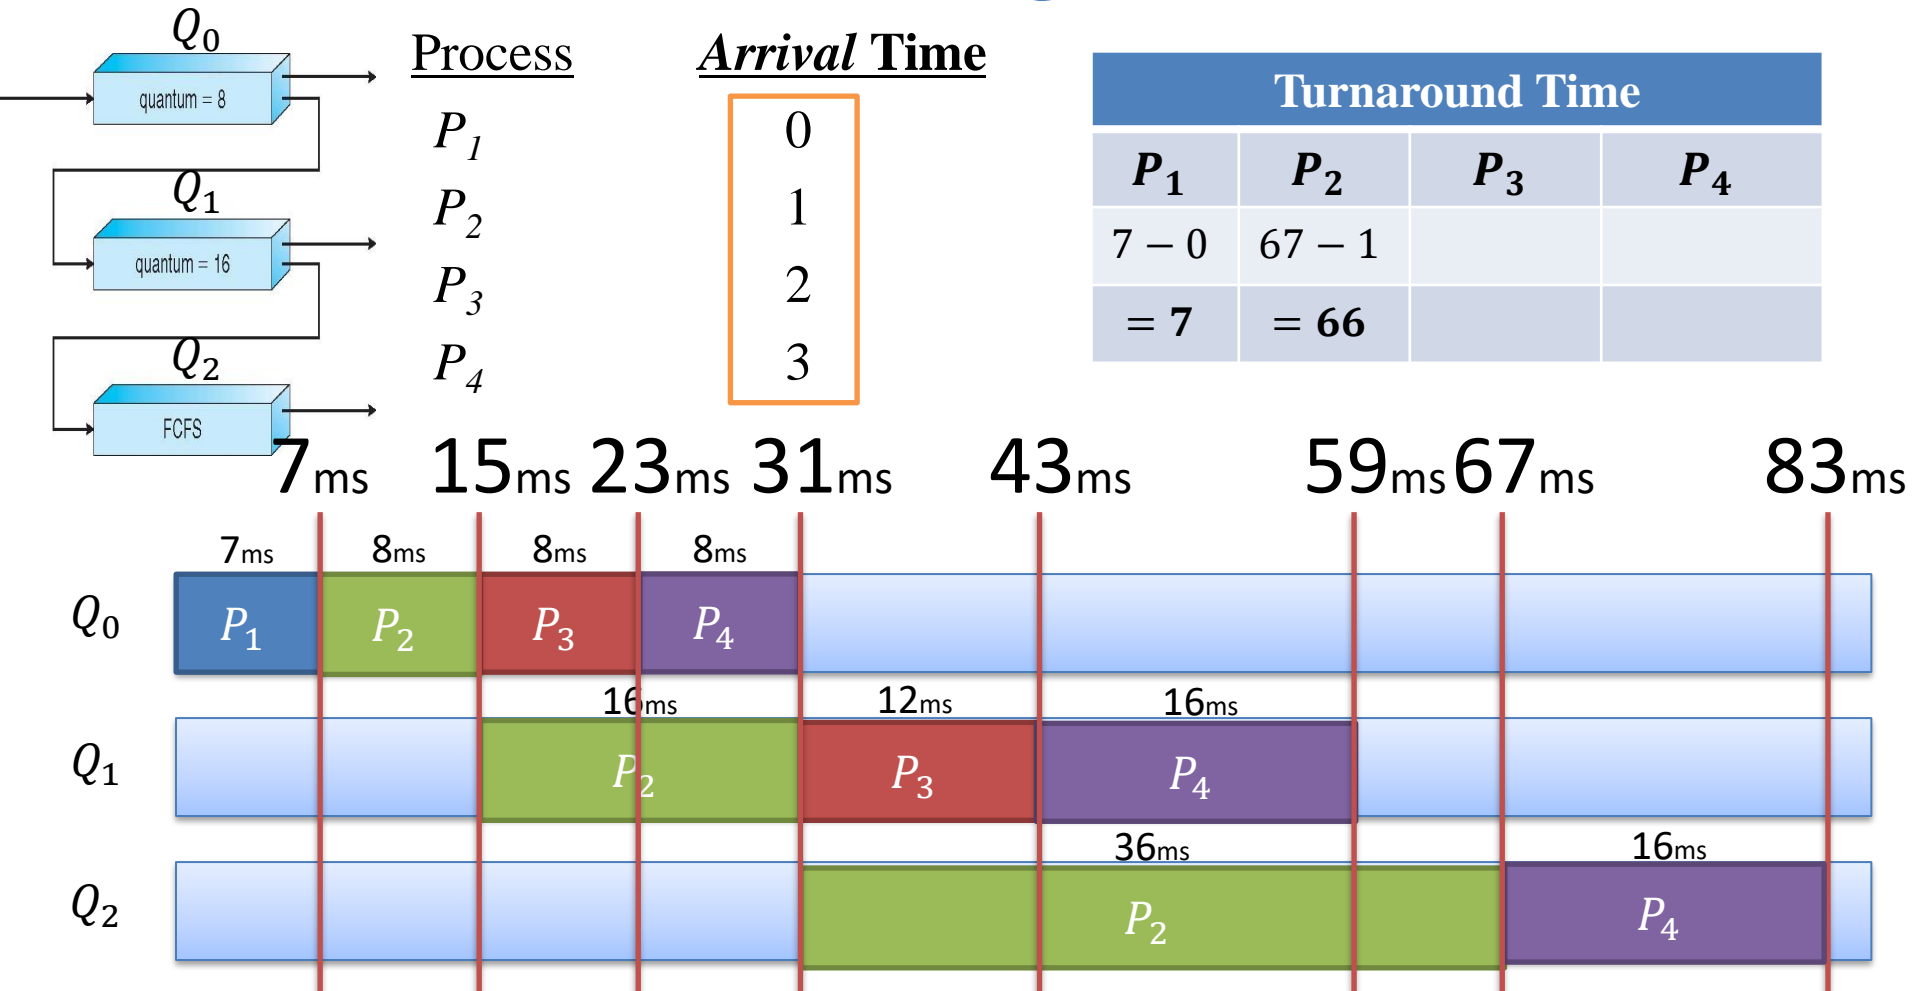 Q0
quantum = 8
Q1
quantum = 16
Q2
FCFS
Process Arrival Time
P1 0
P2 1
P3 2
P4 3
Turnaround Time
P1 P2 P3 P4
7 − 0 67 − 1
= 7 = 66
7ms 15ms 23ms 31ms 43ms 59ms 67ms 83ms
7ms 8ms 8ms 8ms
Q0 P1 P2 P3 P4
16ms 12ms 16ms
Q1 P2 P3 P4
36ms 16ms
Q2 P2 P4